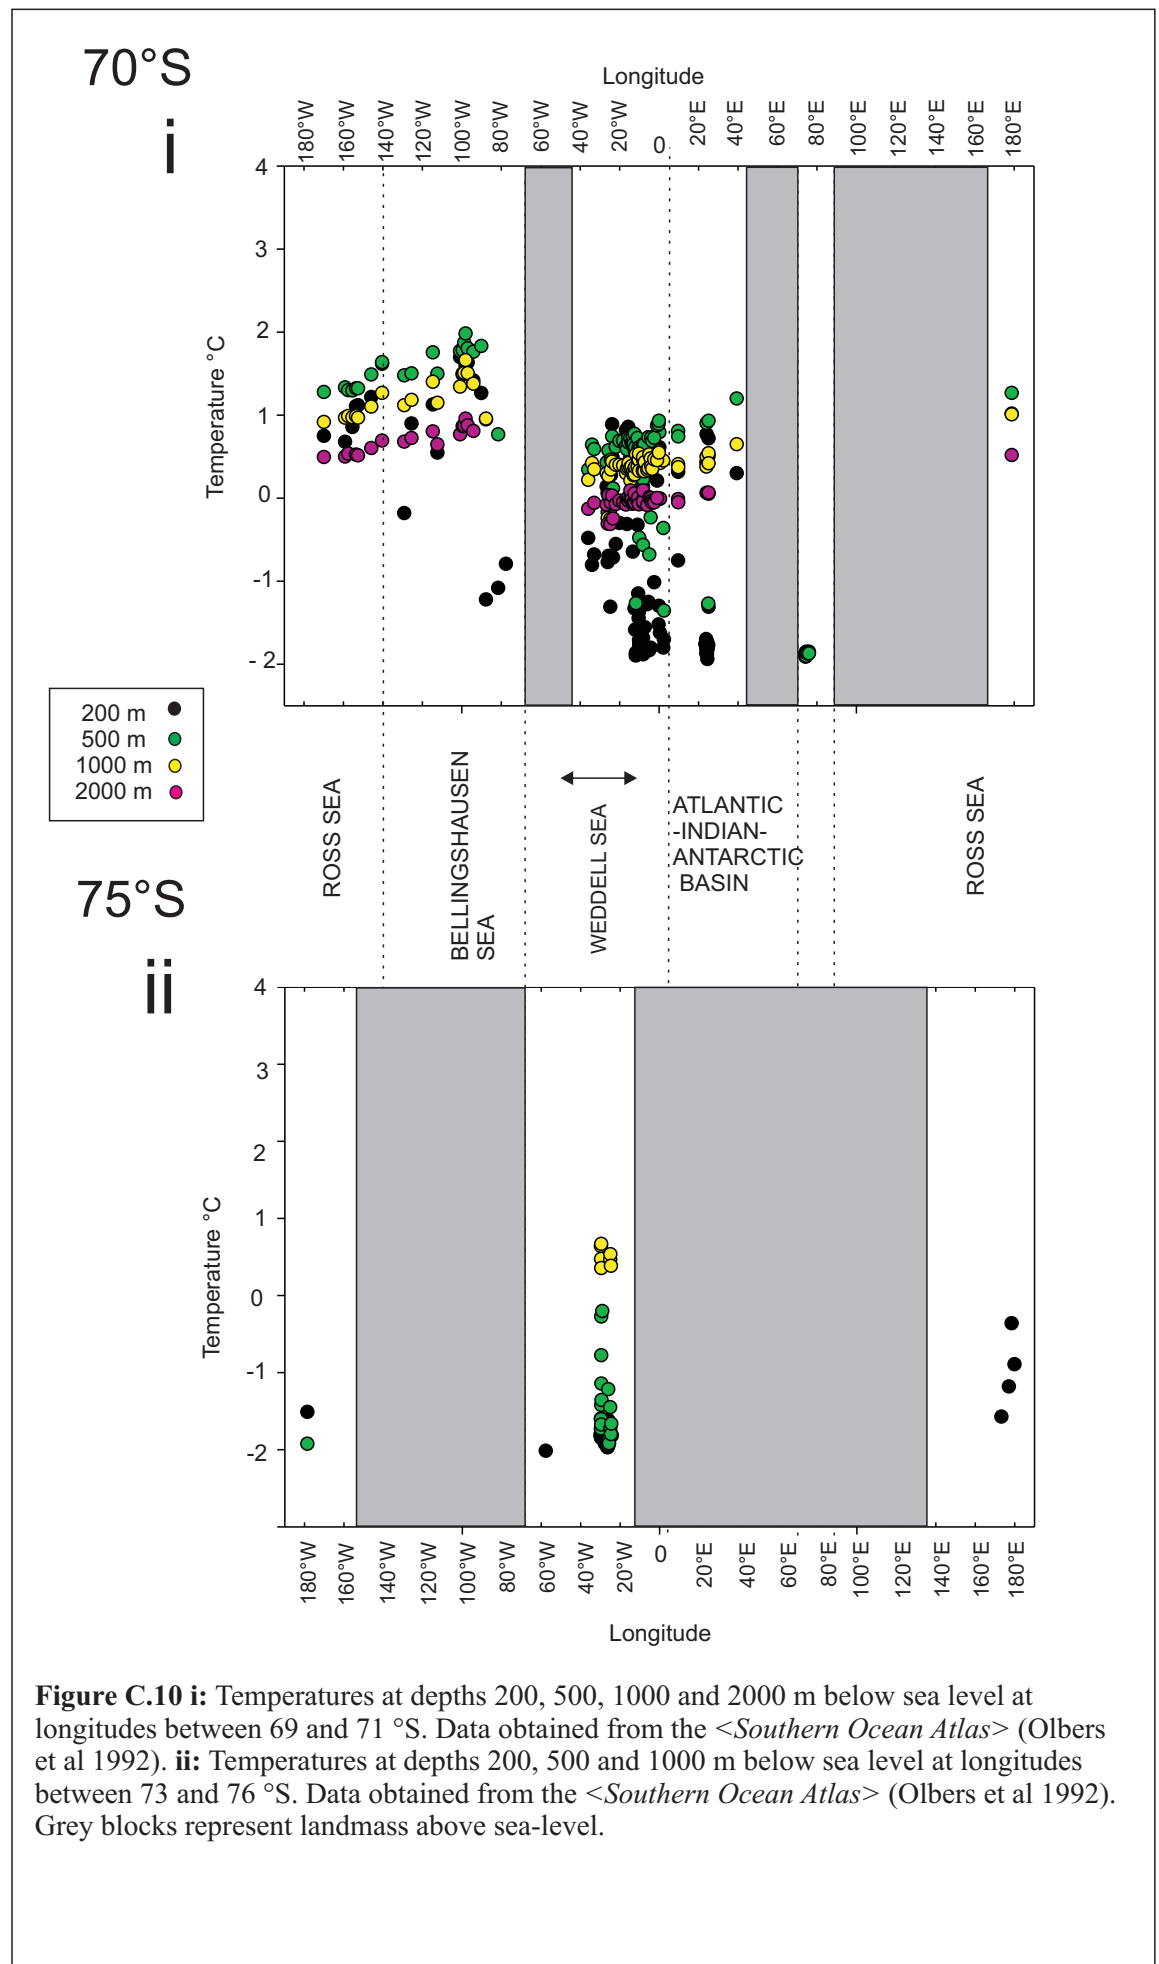 70°S
i
Longitude
180°W 160°W 140°W 120°W 100°W 80°W 60°W 40°W 20°W 0 20°E 40°E 60°E 80°E 100°E 120°E 140°E 160°E 180°E
4
3
2
1
0
-1
- 2
Temperature °C
200 m
500 m
1000 m
2000 m
ROSS SEA
BELLINGSHAUSEN
SEA
WEDDELL SEA
ATLANTIC
-INDIAN-
ANTARCTIC
BASIN
ROSS SEA
75°S
ii
4
3
2
1
0
-1
-2
Temperature °C
180°W 160°W 140°W 120°W 100°W 80°W 60°W 40°W 20°W 0 20°E 40°E 60°E 80°E 100°E 120°E 140°E 160°E 180°E
Longitude
Figure C.10 i: Temperatures at depths 200, 500, 1000 and 2000 m below sea level at
longitudes between 69 and 71 °S. Data obtained from the <Southern Ocean Atlas> (Olbers
et al 1992). ii: Temperatures at depths 200, 500 and 1000 m below sea level at longitudes
between 73 and 76 °S. Data obtained from the <Southern Ocean Atlas> (Olbers et al 1992).
Grey blocks represent landmass above sea-level.